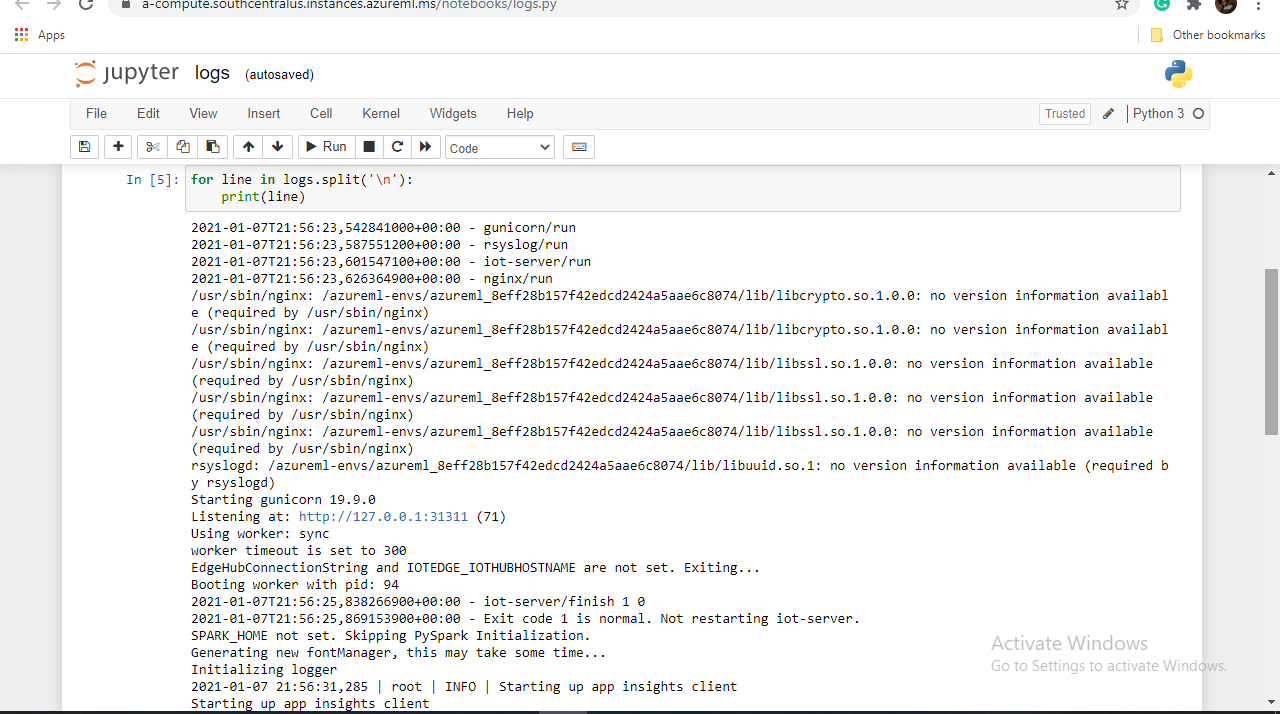 a-compute.southcentralus.instances.azureml.ms/notebooks/logs.py
Apps
Other bookmarks
jupyter logs (autosaved)
File Edit View Insert Cell Kernel Widgets Help Trusted Python 3
Run Code
In [5]: for line in logs.split('\n'):
print(line)
2021-01-07T21:56:23,542841000+00:00 - gunicorn/run
2021-01-07T21:56:23,587551200+00:00 - rsyslog/run
2021-01-07T21:56:23,601547100+00:00 - iot-server/run
2021-01-07T21:56:23,626364900+00:00 - nginx/run
/usr/sbin/nginx: /azureml-envs/azureml_8eff28b157f42edcd2424a5aae6c8074/lib/libcrypto.so.1.0.0: no version information availabl
e (required by /usr/sbin/nginx)
/usr/sbin/nginx: /azureml-envs/azureml_8eff28b157f42edcd2424a5aae6c8074/lib/libcrypto.so.1.0.0: no version information availabl
e (required by /usr/sbin/nginx)
/usr/sbin/nginx: /azureml-envs/azureml_8eff28b157f42edcd2424a5aae6c8074/lib/libssl.so.1.0.0: no version information available
(required by /usr/sbin/nginx)
/usr/sbin/nginx: /azureml-envs/azureml_8eff28b157f42edcd2424a5aae6c8074/lib/libssl.so.1.0.0: no version information available
(required by /usr/sbin/nginx)
/usr/sbin/nginx: /azureml-envs/azureml_8eff28b157f42edcd2424a5aae6c8074/lib/libssl.so.1.0.0: no version information available
(required by /usr/sbin/nginx)
rsyslogd: /azureml-envs/azureml_8eff28b157f42edcd2424a5aae6c8074/lib/libuuid.so.1: no version information available (required b
y rsyslogd)
Starting gunicorn 19.9.0
Listening at: http://127.0.0.1:31311 (71)
Using worker: sync
worker timeout is set to 300
EdgeHubConnectionString and IOTEDGE_IOTHUBHOSTNAME are not set. Exiting...
Booting worker with pid: 94
2021-01-07T21:56:25,838266900+00:00 - iot-server/finish 1 0
2021-01-07T21:56:25,869153900+00:00 - Exit code 1 is normal. Not restarting iot-server.
SPARK_HOME not set. Skipping PySpark Initialization.
Generating new fontManager, this may take some time...
Initializing logger
2021-01-07 21:56:31,285 | root | INFO | Starting up app insights client
Starting up app insights client
Activate Windows
Go to Settings to activate Windows.